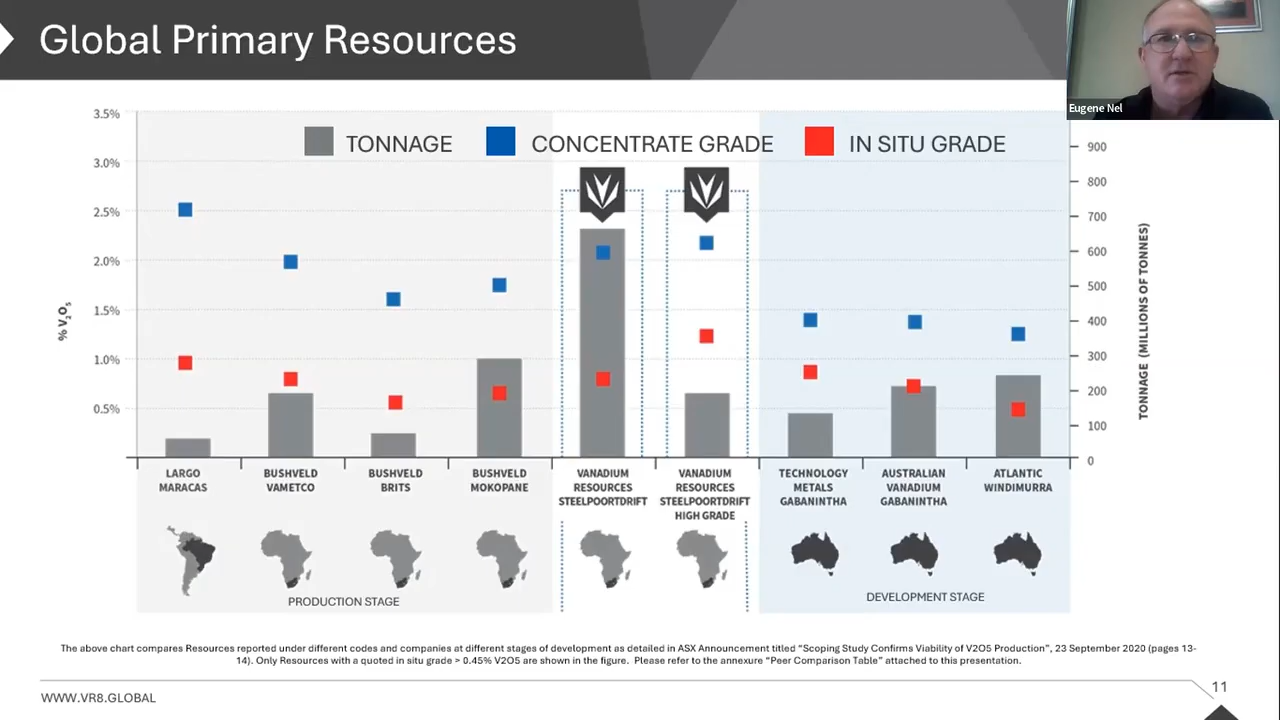 Global Primary Resources
Eugene Nel
3.5%
3.0%
2.5%
2.0%
1.5%
1.0%
0.5%
% V₂O₅
TONNAGE
CONCENTRATE GRADE
IN SITU GRADE
900
800
700
600
500
400
300
200
100
0
TONNAGE (MILLIONS OF TONNES)
LARGO
MARACAS
BUSHVELD
VAMETCO
BUSHVELD
BRITS
BUSHVELD
MOKOPANE
VANADIUM
RESOURCES
STEELPOORTDRIFT
VANADIUM
RESOURCES
STEELPOORTDRIFT
HIGH GRADE
TECHNOLOGY
METALS
GABANINTHA
AUSTRALIAN
VANADIUM
GABANINTHA
ATLANTIC
WINDIMURRA
PRODUCTION STAGE
DEVELOPMENT STAGE
The above chart compares Resources reported under different codes and companies at different stages of development as detailed in ASX Announcement titled “Scoping Study Confirms Viability of V2O5 Production”, 23 September 2020 (pages 13-
14). Only Resources with a quoted in situ grade > 0.45% V2O5 are shown in the figure. Please refer to the annexure “Peer Comparison Table” attached to this presentation.
WWW.VR8.GLOBAL
11